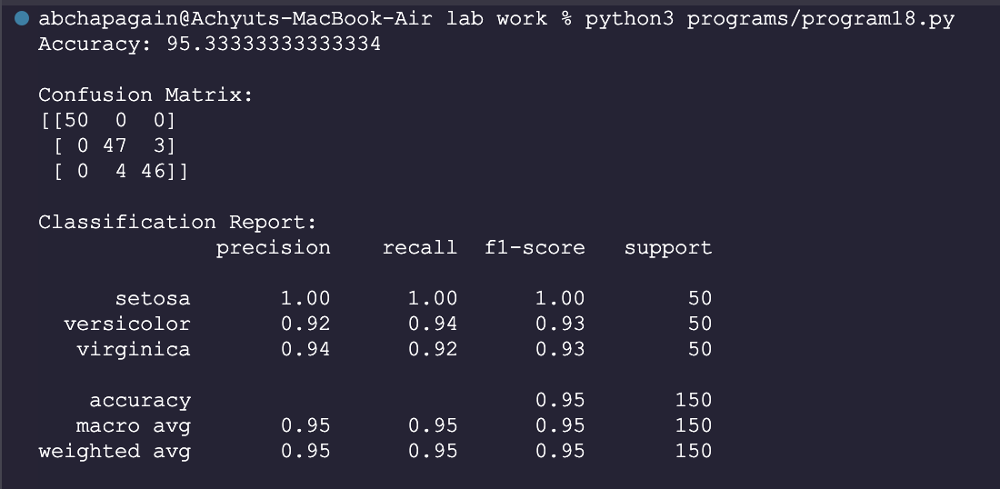 abchapagain@Achyuts-MacBook-Air lab work % python3 programs/program18.py
Accuracy: 95.33333333333334
Confusion Matrix:
[[50  0  0]
 [ 0 47  3]
 [ 0  4 46]]
Classification Report:
              precision    recall  f1-score   support
      setosa       1.00      1.00      1.00        50
  versicolor       0.92      0.94      0.93        50
   virginica       0.94      0.92      0.93        50
    accuracy                           0.95       150
   macro avg       0.95      0.95      0.95       150
weighted avg       0.95      0.95      0.95       150